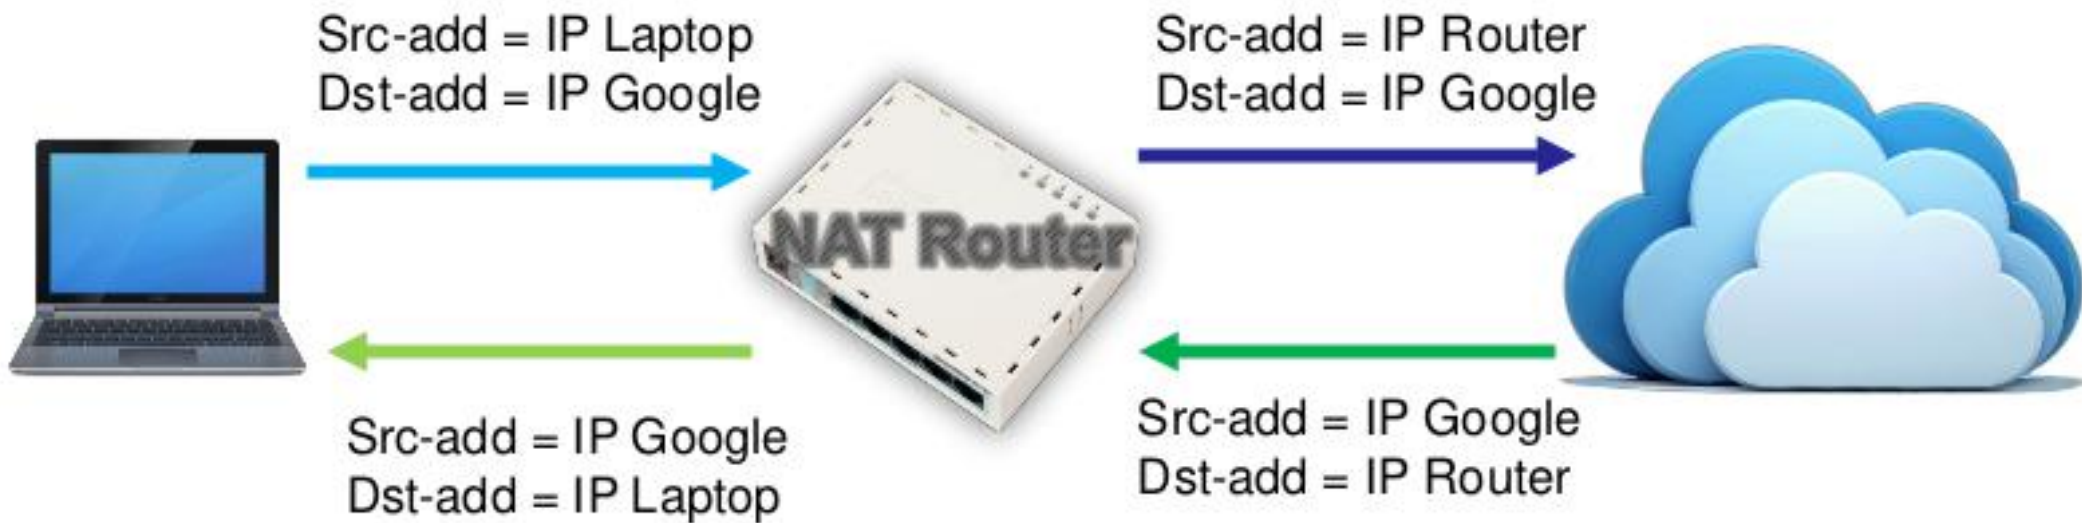 Src-add = IP Laptop
Dst-add = IP Google
Src-add = IP Router
Dst-add = IP Google
NAT Router
Src-add = IP Google
Dst-add = IP Laptop
Src-add = IP Google
Dst-add = IP Router